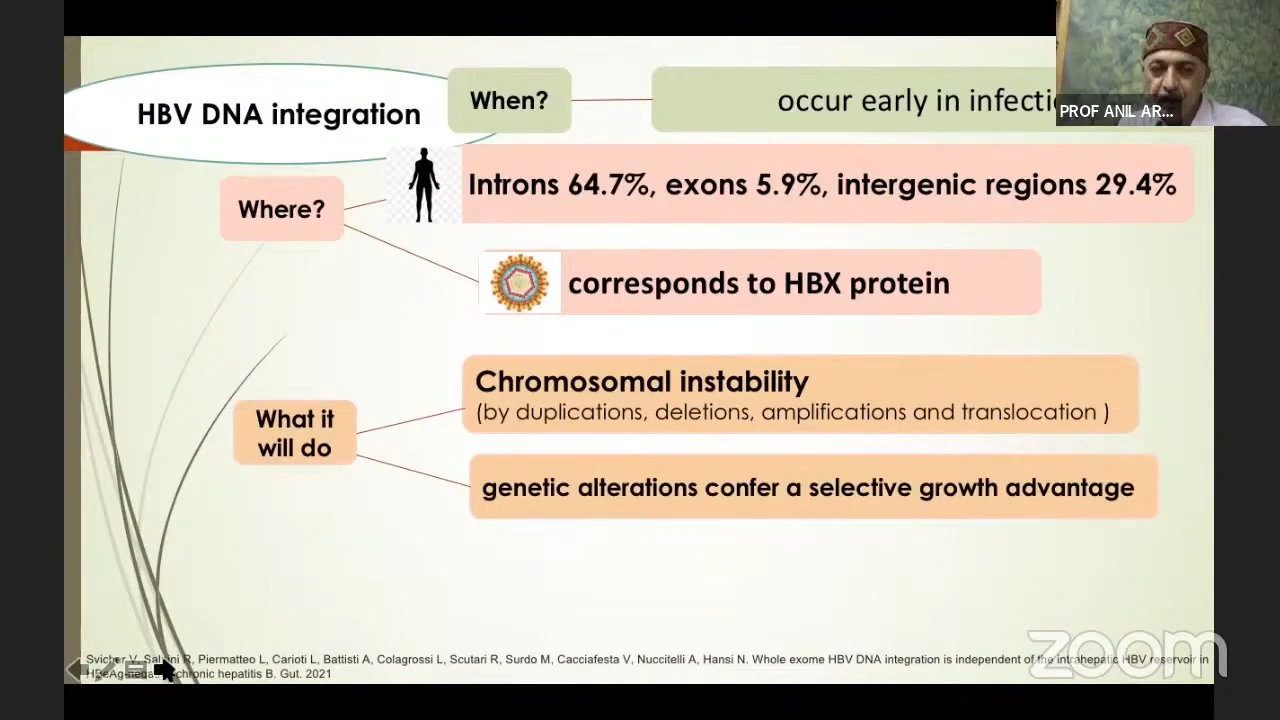 HBV DNA integration
When?
occur early in
PROF ANIL AR...
Where?
Introns 64.7%, exons 5.9%, intergenic regions 29.4%
corresponds to HBX protein
What it
will do
Chromosomal instability
(by duplications, deletions, amplifications and translocation )
genetic alterations confer a selective growth advantage
zoom
Svicher V, Salpini R, Piermatteo L, Carioti L, Battisti A, Colagrossi L, Scutari R, Surdo M, Cacciafesta V, Nuccitelli A, Hansi N. Whole exome HBV DNA integration is independent of the intrahepatic HBV reservoir in
chronic hepatitis B. Gut. 2021